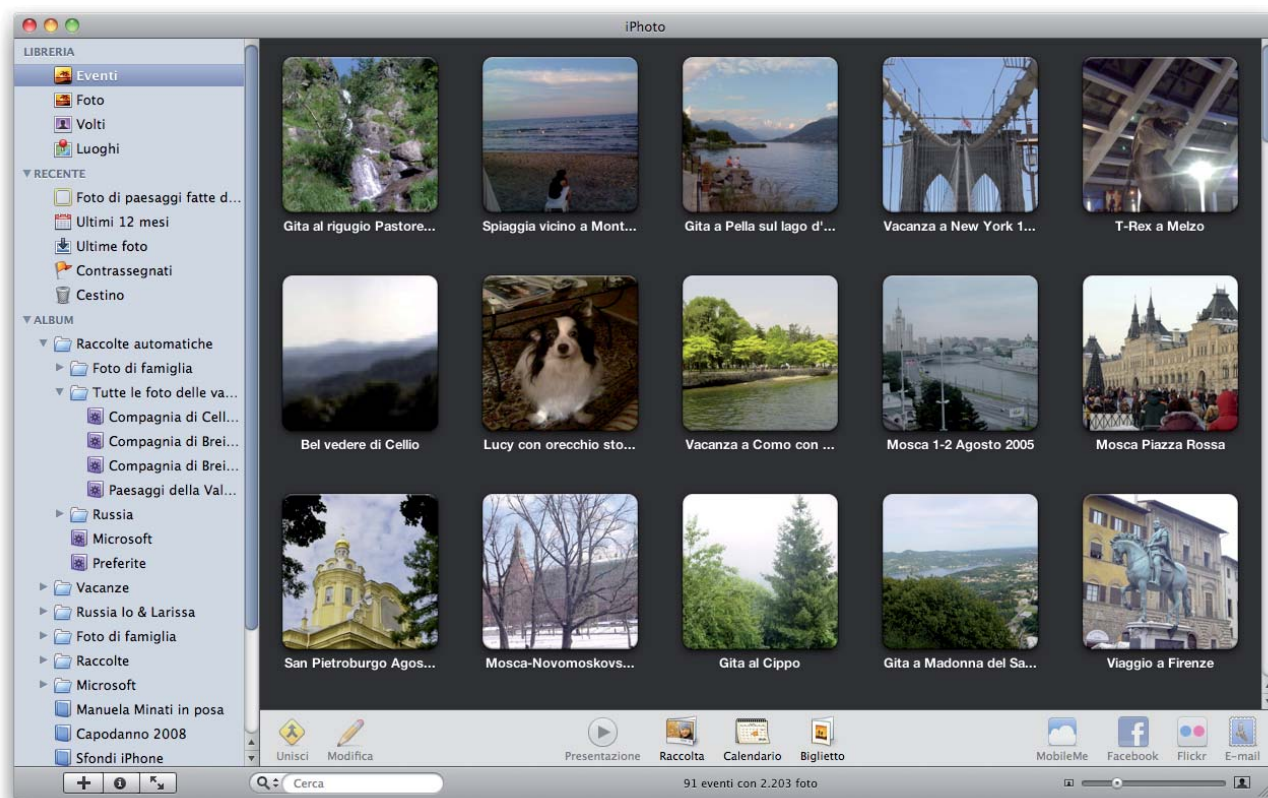 iPhoto
LIBRERIA
Eventi
Foto
Volti
Luoghi
RECENTE
Foto di paesaggi fatte d...
Ultimi 12 mesi
Ultime foto
Contrassegnati
Cestino
ALBUM
Raccolte automatiche
Foto di famiglia
Tutte le foto delle va...
Compagnia di Cell...
Compagnia di Brei...
Compagnia di Brei...
Paesaggi della Val...
Russia
Microsoft
Preferite
Vacanze
Russia Io & Larissa
Foto di famiglia
Raccolte
Microsoft
Manuela Minati in posa
Capodanno 2008
Sfondi iPhone
Gita al rigugio Pastore...
Spiaggia vicino a Mont...
Gita a Pella sul lago d'...
Vacanza a New York 1...
T-Rex a Melzo
Bel vedere di Cellio
Lucy con orecchio sto...
Vacanza a Como con ...
Mosca 1-2 Agosto 2005
Mosca Piazza Rossa
San Pietroburgo Agos...
Mosca-Novomoskovs...
Gita al Cippo
Gita a Madonna del Sa...
Viaggio a Firenze
Unisci
Modifica
Presentazione
Raccolta
Calendario
Biglietto
MobileMe
Facebook
Flickr
E-mail
Cerca
91 eventi con 2.203 foto